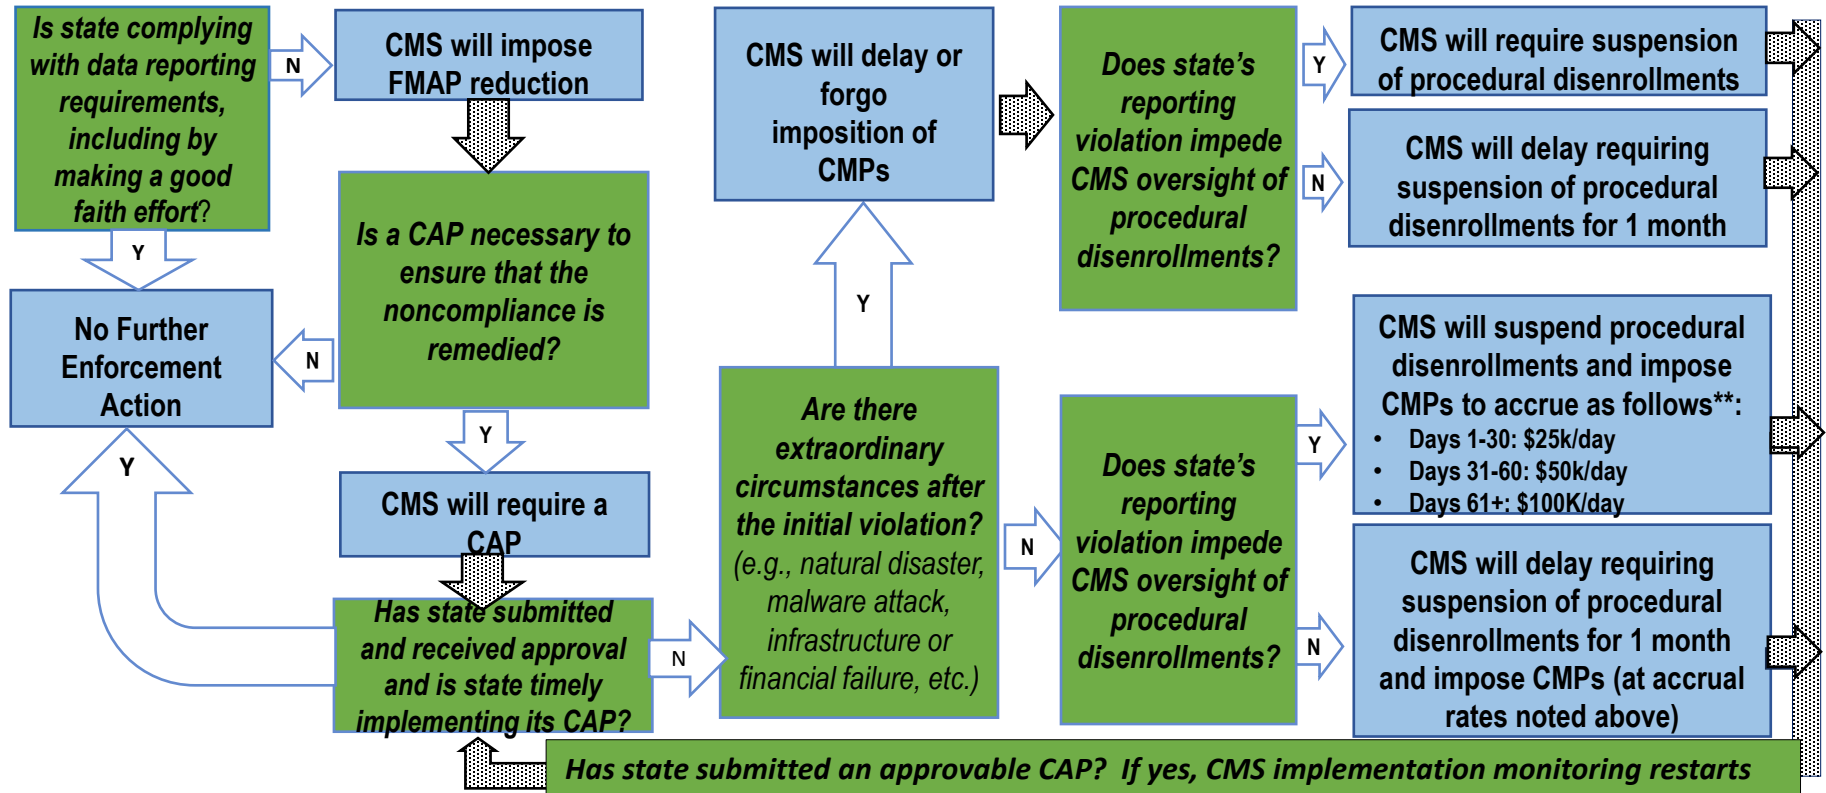 Is state complying
with data reporting
requirements,
including by
making a good
faith effort?
N
CMS will impose
FMAP reduction
Y
No Further
Enforcement
Action
Is a CAP necessary to
ensure that the
noncompliance is
remedied?
N
Y
CMS will require a
CAP
Has state submitted
and received approval
and is state timely
implementing its CAP?
Y
N
Are there
extraordinary
circumstances after
the initial violation?
(e.g., natural disaster,
malware attack,
infrastructure or
financial failure, etc.)
Y
N
CMS will delay or
forgo
imposition of
CMPs
Does state's
reporting
violation impede
CMS oversight of
procedural
disenrollments?
Y
CMS will require suspension
of procedural disenrollments
N
CMS will delay requiring
suspension of procedural
disenrollments for 1 month
Does state's
reporting
violation impede
CMS oversight of
procedural
disenrollments?
Y
CMS will suspend procedural
disenrollments and impose
CMPs to accrue as follows**:
• Days 1-30: $25k/day
• Days 31-60: $50k/day
• Days 61+: $100K/day
N
CMS will delay requiring
suspension of procedural
disenrollments for 1 month
and impose CMPs (at accrual
rates noted above)
Has state submitted an approvable CAP? If yes, CMS implementation monitoring restarts